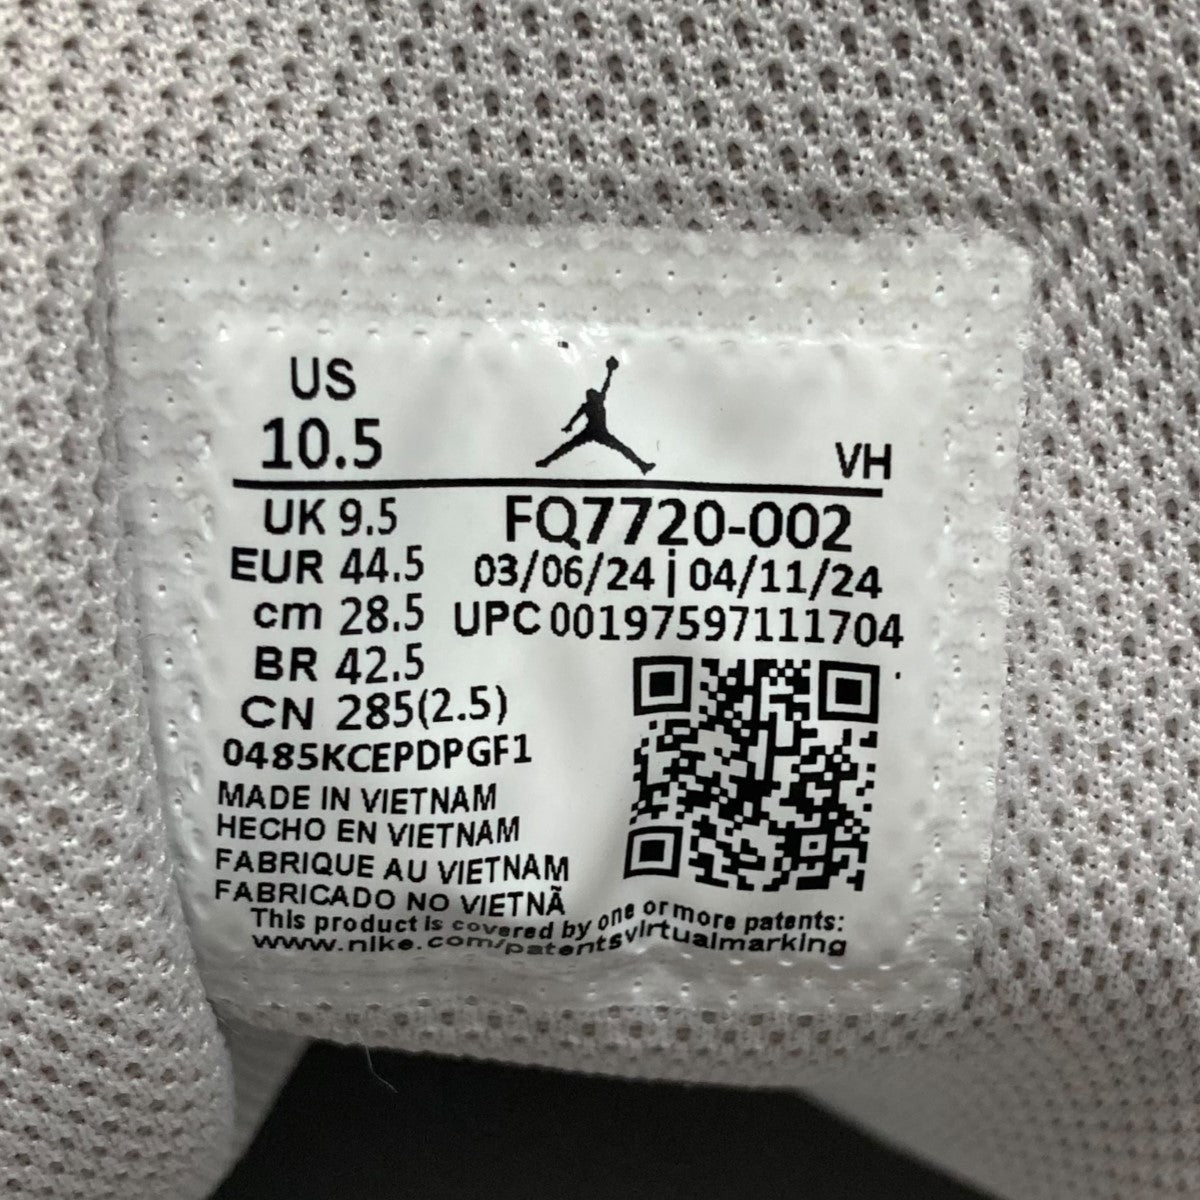 US
10.5
VH
UK 9.5
FQ7720-002
EUR 44.5
03/06/24 | 04/11/24
cm 28.5
UPC 00197597111704
BR 42.5
CN 285(2.5)
0485KCEPDPGF1
MADE IN VIETNAM
HECHO EN VIETNAM
FABRIQUE AU VIETNAM
FABRICADO NO VIETNÃ
This product is covered by one or more patents:
www.nike.com/patentsvirtualmarking